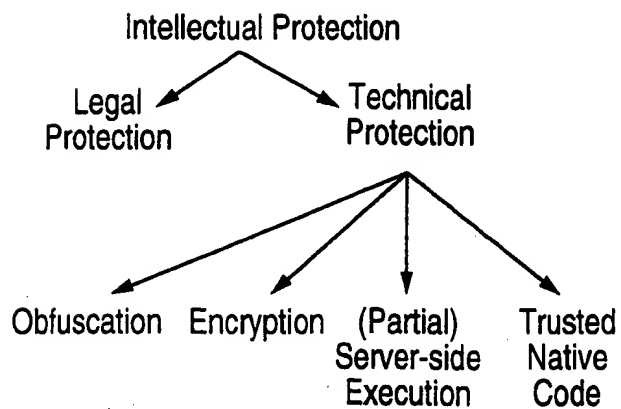 Intellectual Protection
Legal
Protection
Technical
Protection
Obfuscation
Encryption
(Partial)
Server-side
Execution
Trusted
Native
Code